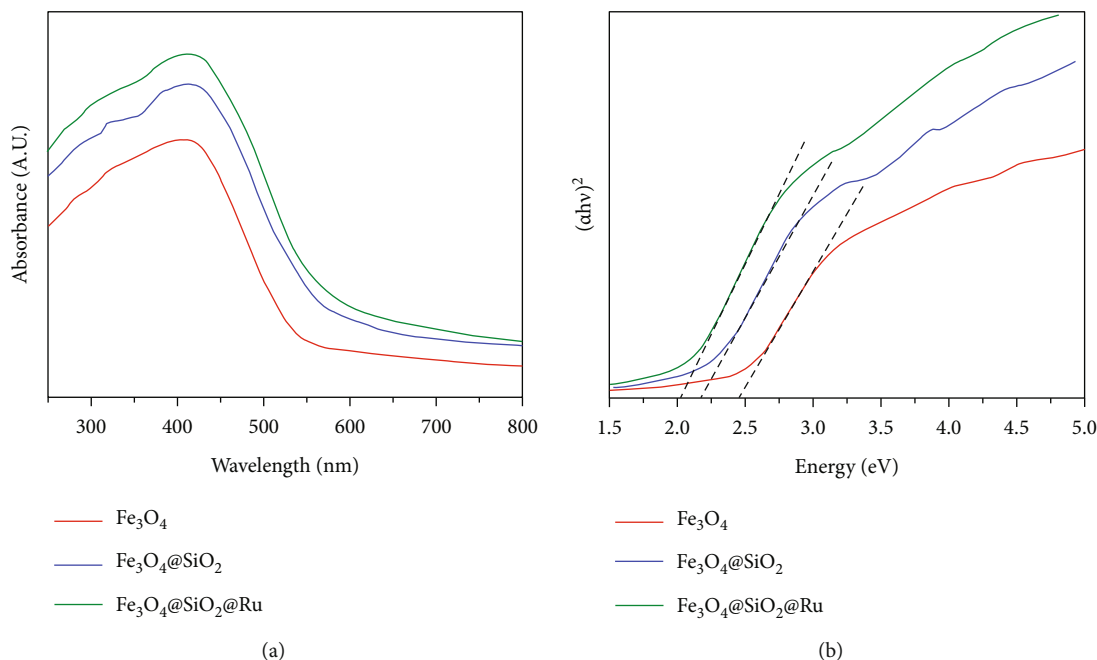 Absorbance (A.U.)
300 400 500 600 700 800
Wavelength (nm)
Fe₃O₄
Fe₃O₄@SiO₂
Fe₃O₄@SiO₂@Ru
(a)
(αhν)²
1.5 2.0 2.5 3.0 3.5 4.0 4.5 5.0
Energy (eV)
Fe₃O₄
Fe₃O₄@SiO₂
Fe₃O₄@SiO₂@Ru
(b)